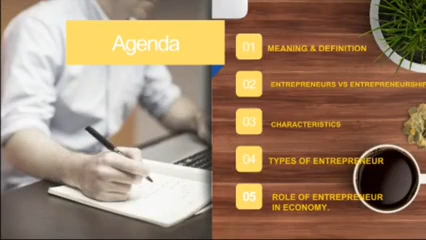 Agenda
01 MEANING & DEFINITION
02 ENTREPRENEURS VS ENTREPRENEURSHIP
03 CHARACTERISTICS
04 TYPES OF ENTREPRENEUR
05 ROLE OF ENTREPRENEUR
IN ECONOMY.